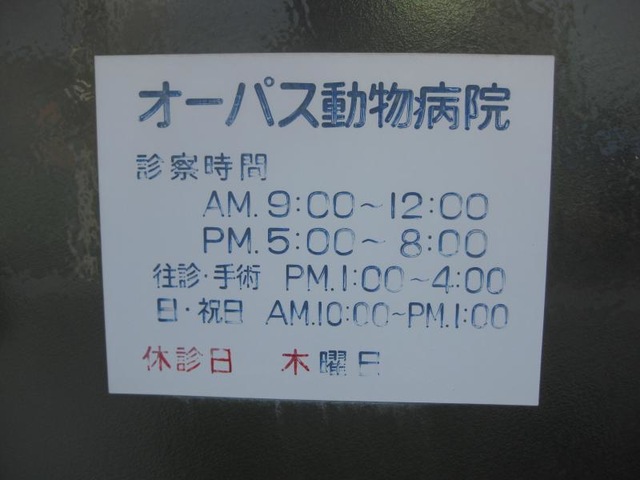 オーパス動物病院
診察時間
AM. 9:00～12:00
PM. 5:00～ 8:00
往診・手術 PM.1:00～4:00
日・祝日 AM.10:00～PM.1:00
休診日 木曜日